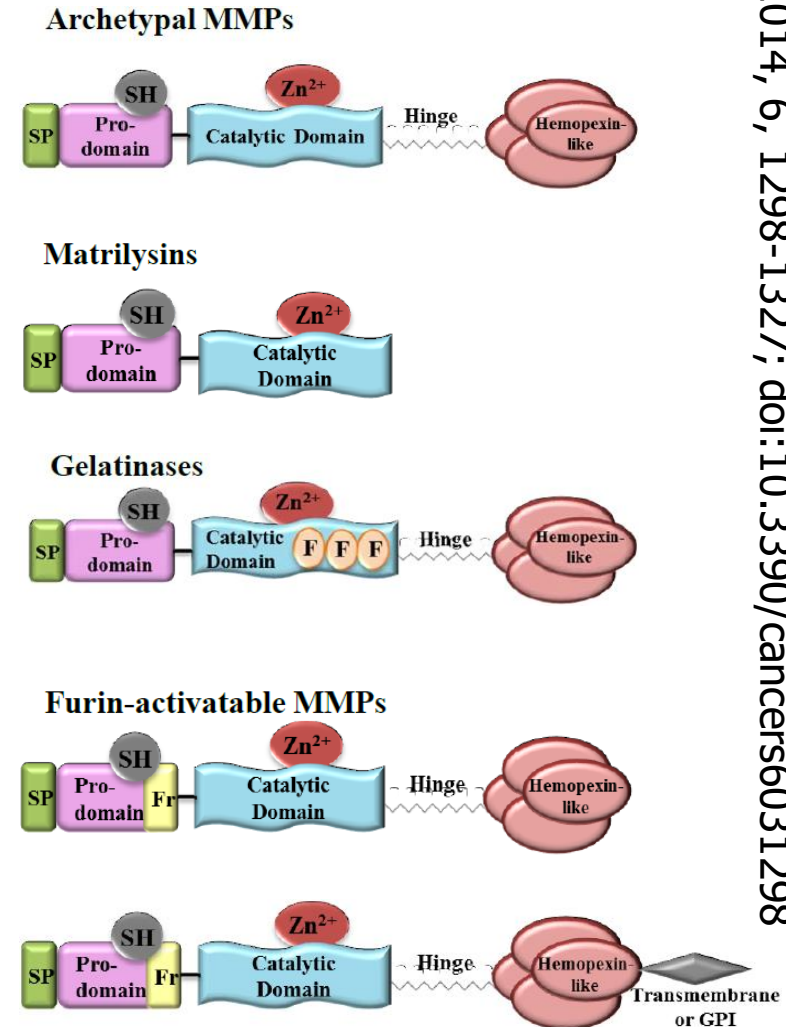 Archetypal MMPs
SP
Pro-
domain
SH
Catalytic Domain
Zn2+
Hinge
Hemopexin-
like
Matrilysins
SP
Pro-
domain
SH
Catalytic
Domain
Zn2+
Gelatinases
SP
Pro-
domain
SH
Catalytic
Domain
Zn2+
F F F
Hinge
Hemopexin-
like
Furin-activatable MMPs
SP
Pro-
domain
SH
Fr
Catalytic
Domain
Zn2+
Hinge
Hemopexin-
like
SP
Pro-
domain
SH
Fr
Catalytic
Domain
Zn2+
Hinge
Hemopexin-
like
Transmembrane
or GPI
014, 6, 1298-1327; doi:10.3390/cancers6031298